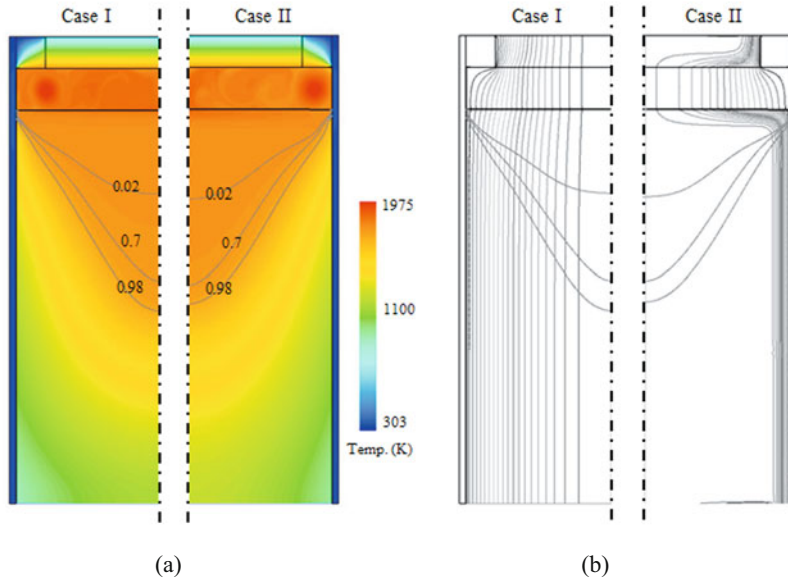 Case I
Case II
Case I
Case II
0.02
0.02
0.7
0.7
0.98
0.98
1975
1100
303
Temp. (K)
(a)
(b)